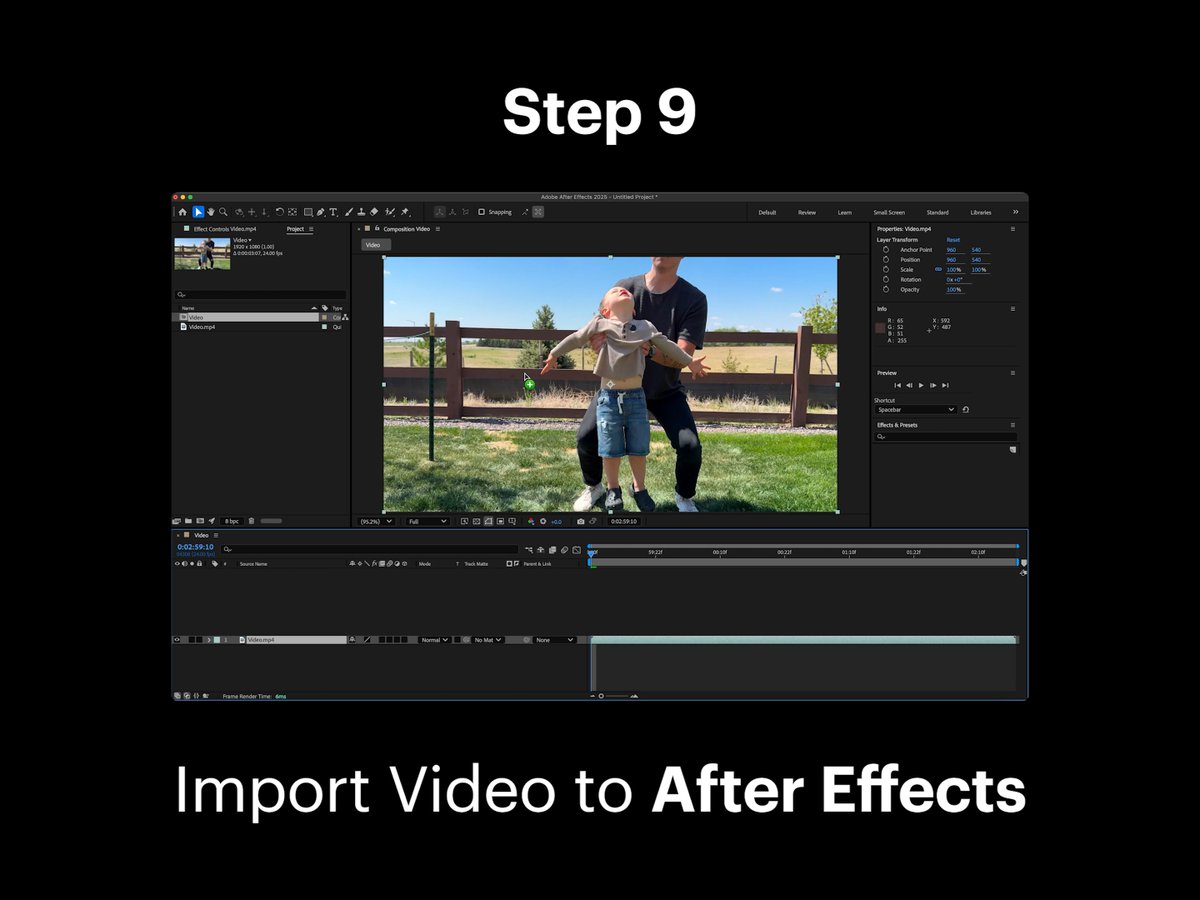 Step 9
Adobe After Effects 2025 - Untitled Project *
Snapping
Default Review Learn Small Screen Standard Libraries
Effect Controls Video.mp4 Project
Video
1920 x 1080 (1.00)
Δ 0:00:03:07, 24.00 fps
Name Type
Video
Video.mp4 Qui
8 bpc
Composition Video
Video
(95.2%) Full +0.0 0:02:59:10
Properties: Video.mp4
Layer Transform Reset
Anchor Point 960 540
Position 960 540
Scale 100% 100%
Rotation 0x+0°
Opacity 100%
Info
R: 65 X: 592
G: 52 Y: 487
B: 51
A: 255
Preview
Shortcut
Spacebar
Effects & Presets
Video
0:02:59:10
59:22f 00:10f 00:22f 01:10f 01:22f 02:10f
# Source Name Mode T Track Matte Parent & Link
1 Video.mp4 Normal No Mat None
Frame Render Time: 6ms
Import Video to After Effects